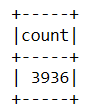 +-----+
|count|
+-----+
| 3936|
+-----+